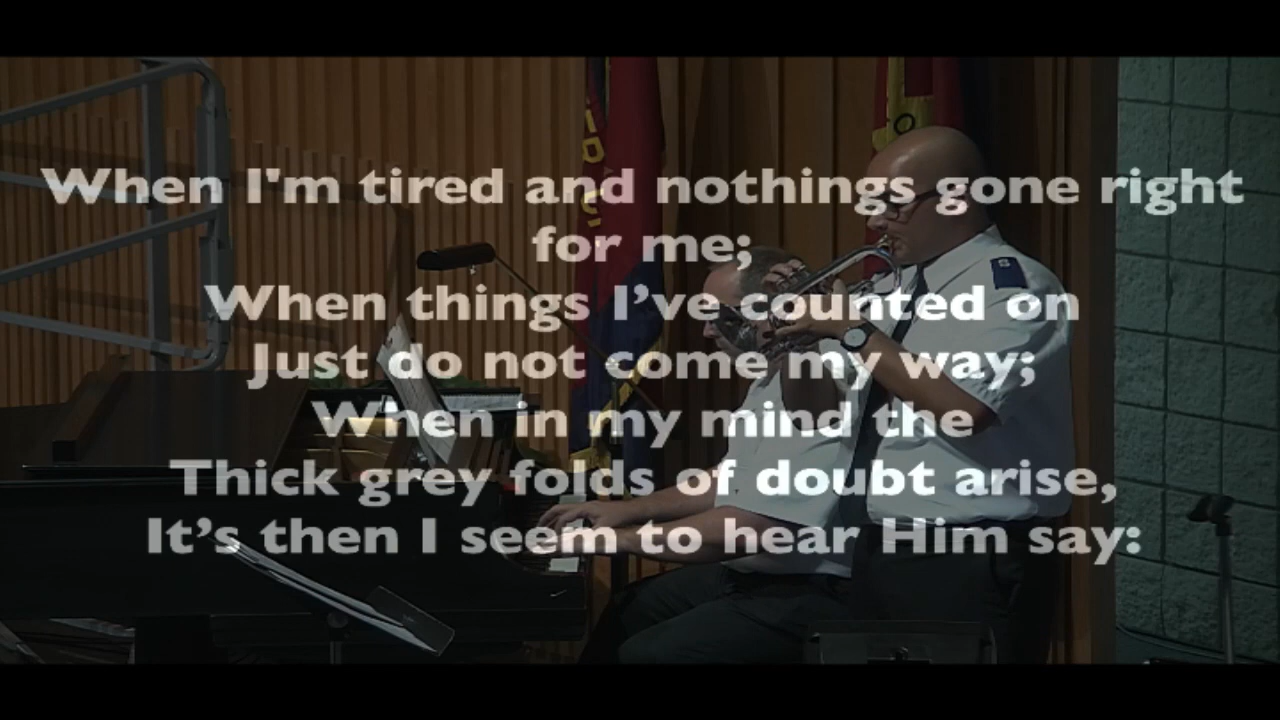 When I'm tired and nothings gone right
for me;
When things I’ve counted on
Just do not come my way;
When in my mind the
Thick grey folds of doubt arise,
It’s then I seem to hear Him say: